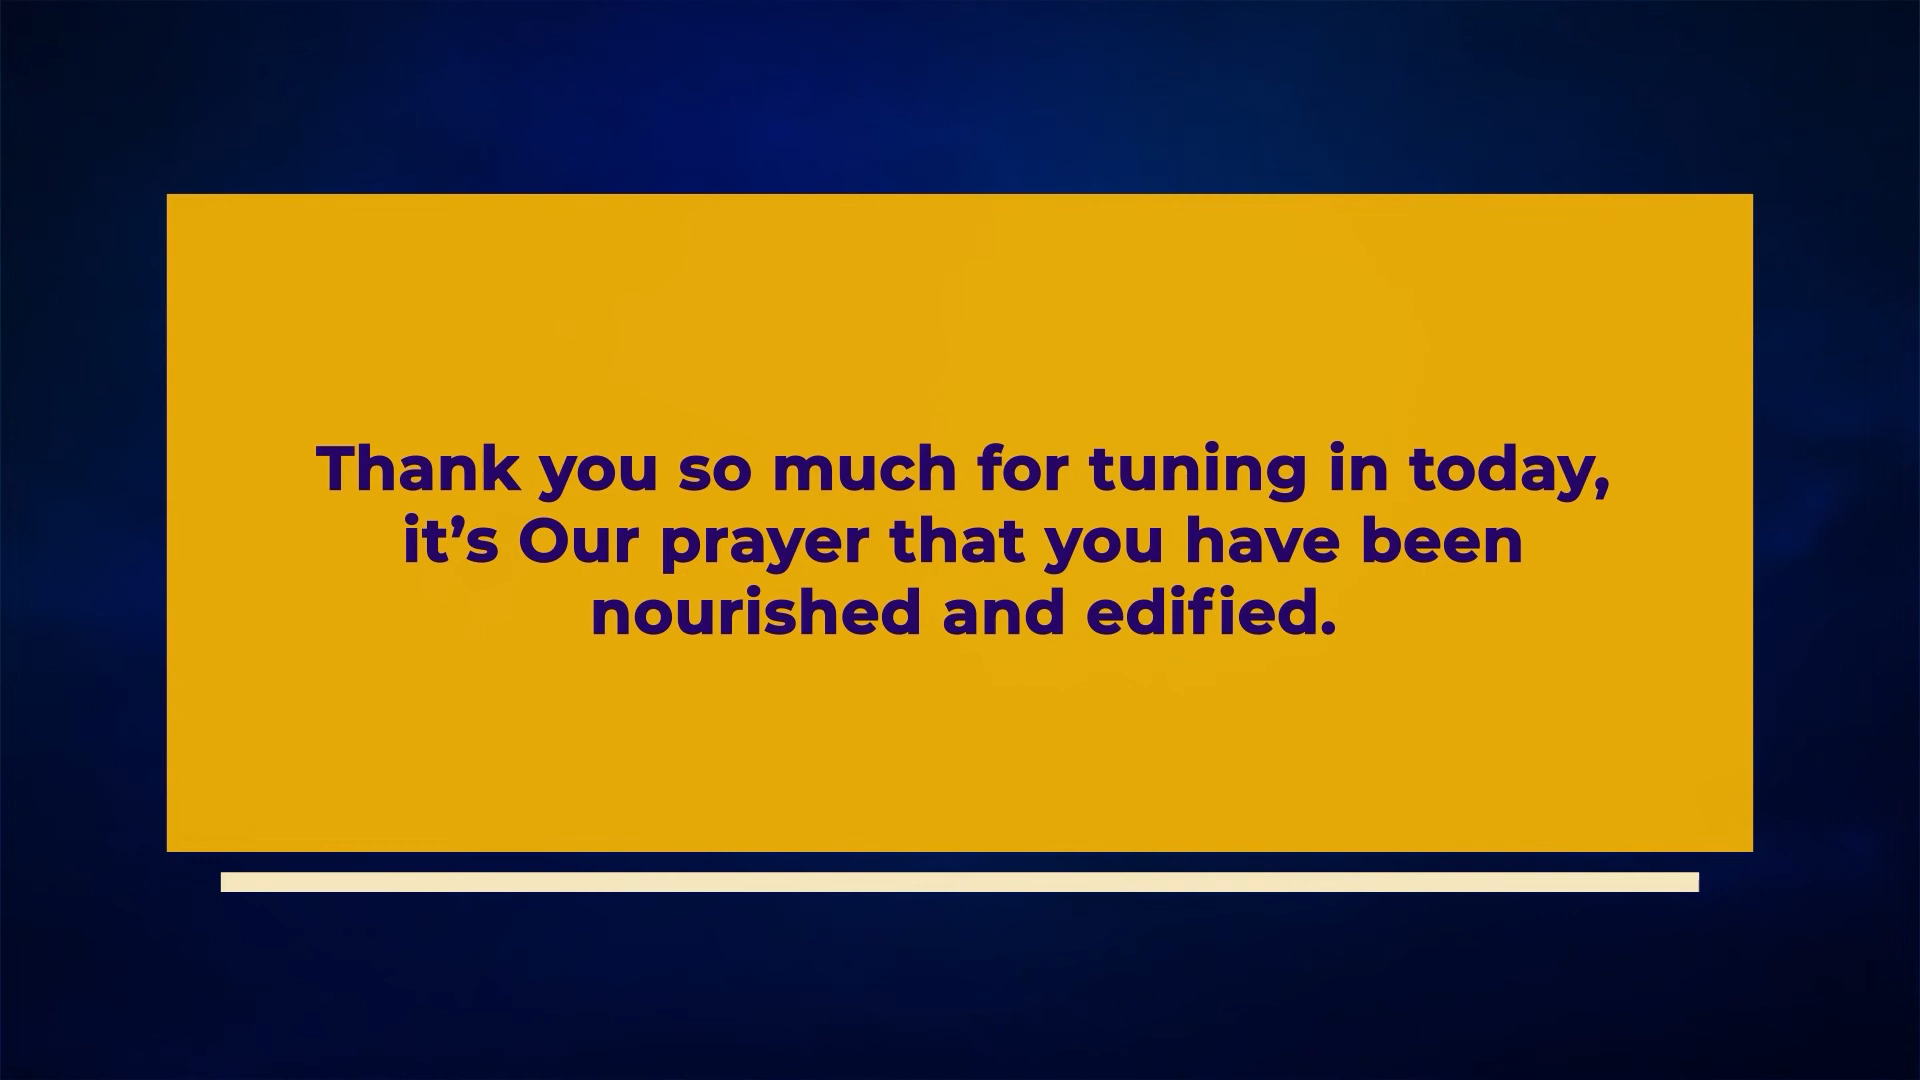 Thank you so much for tuning in today,
it’s Our prayer that you have been
nourished and edified.